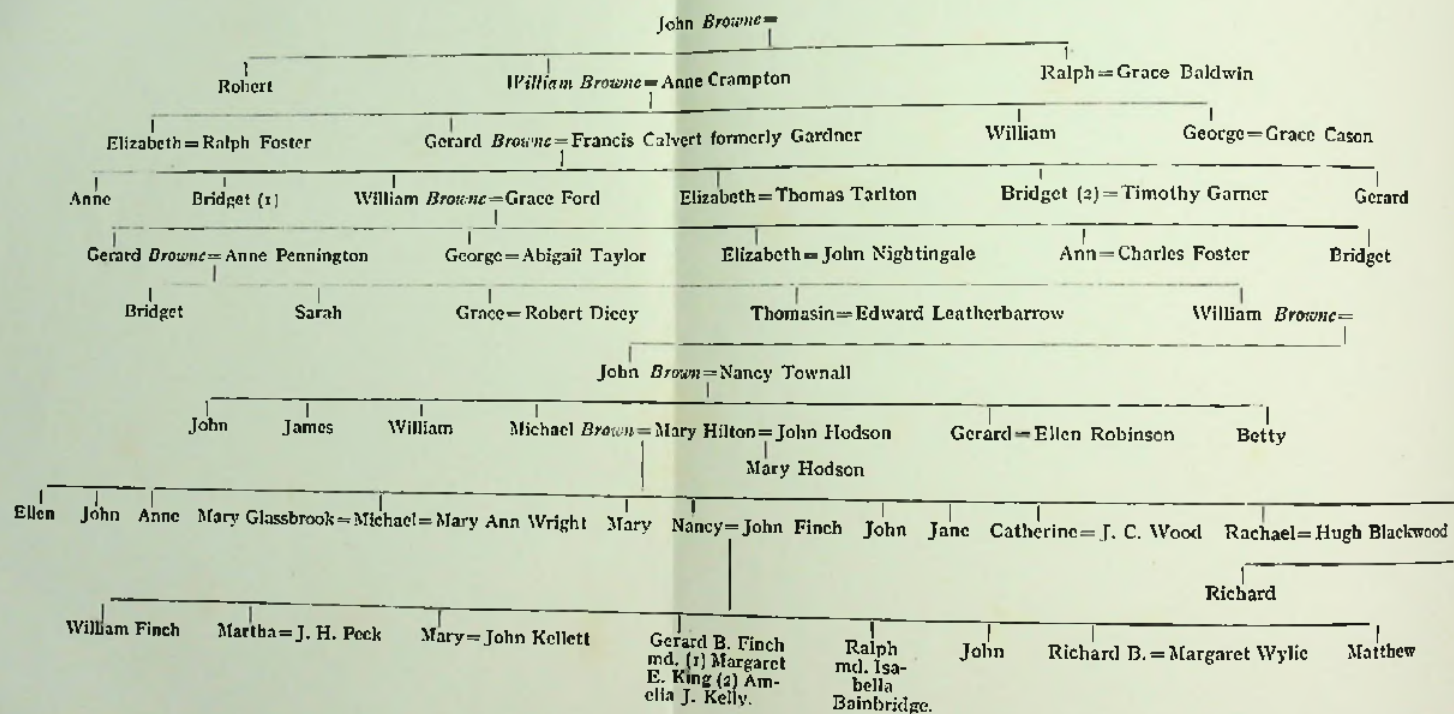 John Browne=
Robert William Browne=Anne Crampton Ralph=Grace Baldwin
Elizabeth=Ralph Foster Gerard Browne=Francis Calvert formerly Gardner William George=Grace Cason
Anne Bridget (1) William Browne=Grace Ford Elizabeth=Thomas Tarlton Bridget (2)=Timothy Garner Gerard
Gerard Browne=Anne Pennington George=Abigail Taylor Elizabeth=John Nightingale Ann=Charles Foster Bridget
Bridget Sarah Grace=Robert Dicey Thomasin=Edward Leatherbarrow William Browne=
John Brown=Nancy Townall
John James William Michael Brown=Mary Hilton=John Hodson Gerard=Ellen Robinson Betty
Mary Hodson
Ellen John Anne Mary Glassbrook=Michael=Mary Ann Wright Mary Nancy=John Finch John Jane Catherine=J. C. Wood Rachael=Hugh Blackwood
Richard
William Finch Martha=J. H. Peck Mary=John Kellett Gerard B. Finch Ralph John Richard B.=Margaret Wylie Matthew
md. (1) Margaret md. Isa-
E. King (2) Am- bella
elia J. Kelly. Bainbridge.